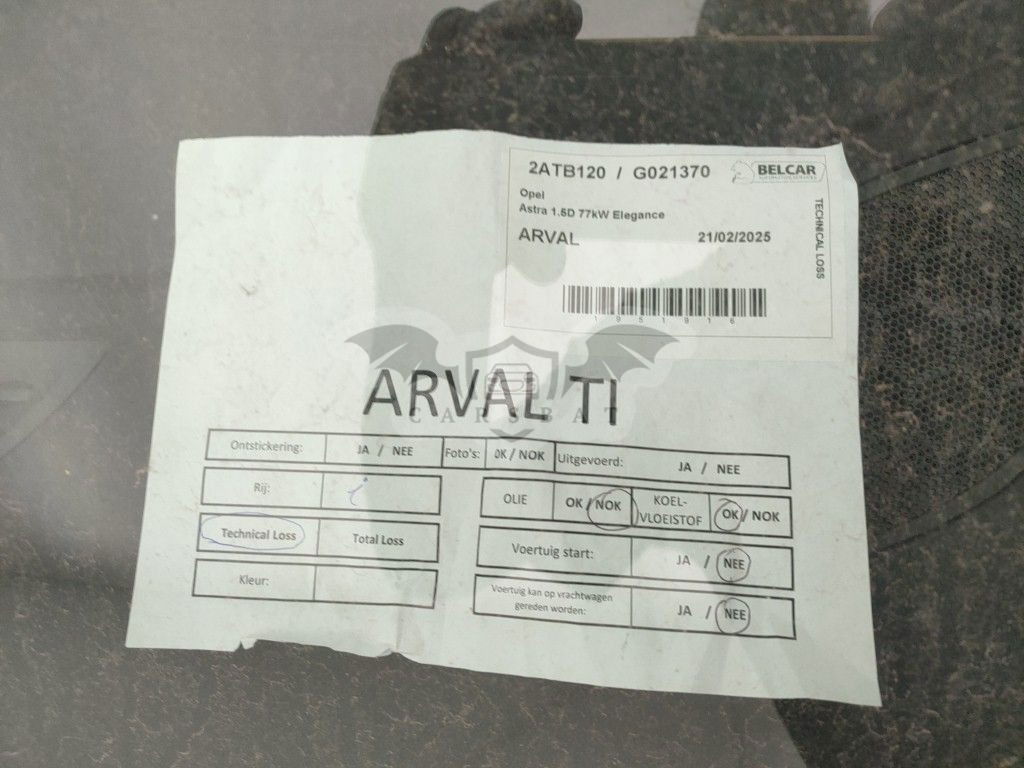 2ATB120 / G021370
BELCAR
Opel
Astra 1.5D 77kW Elegance
ARVAL 21/02/2025
TECHNICAL LOSS
1951916
ARVAL TI
CARSBAT
Ontstickering: JA / NEE Foto's: OK / NOK Uitgevoerd: JA / NEE
Rij: i
OLIE OK / NOK KOEL-VLOEISTOF OK / NOK
Technical Loss Total Loss
Voertuig start: JA / NEE
Kleur:
Voertuig kan op vrachtwagen
gereden worden: JA / NEE